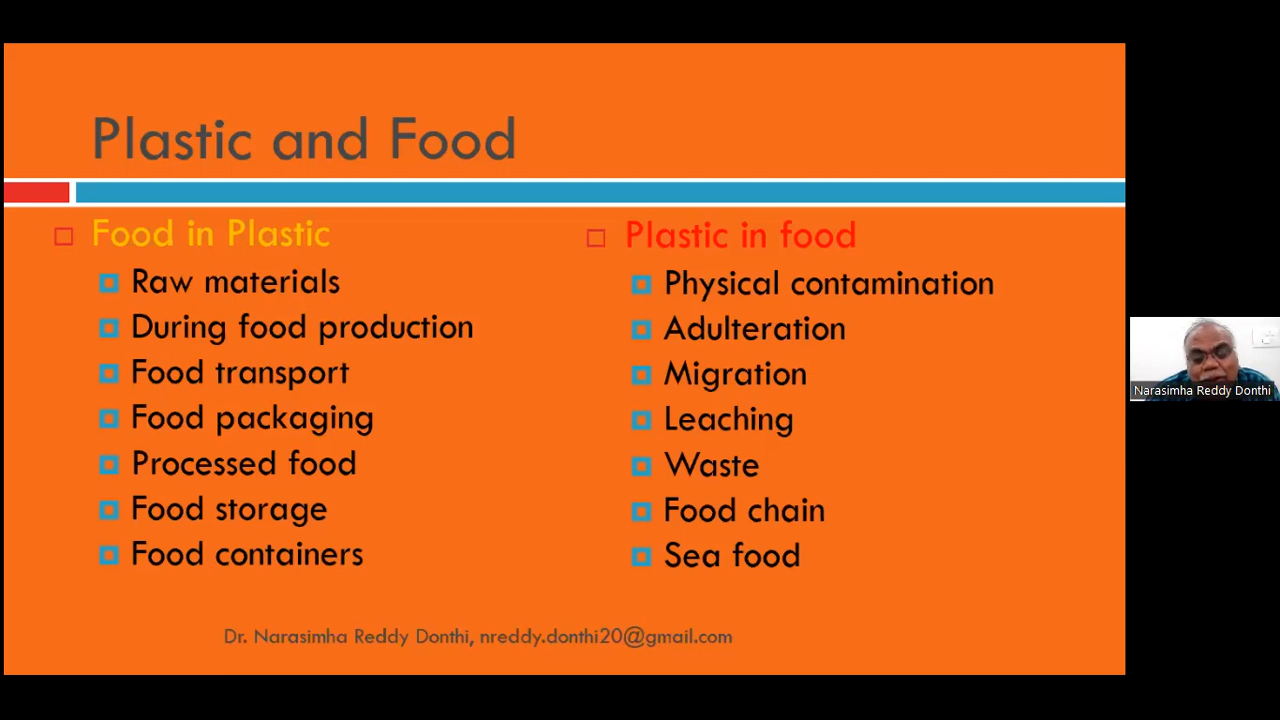 Plastic and Food
Food in Plastic
Raw materials
During food production
Food transport
Food packaging
Processed food
Food storage
Food containers
Plastic in food
Physical contamination
Adulteration
Migration
Leaching
Waste
Food chain
Sea food
Dr. Narasimha Reddy Donthi, nreddy.donthi20@gmail.com
Narasimha Reddy Donthi